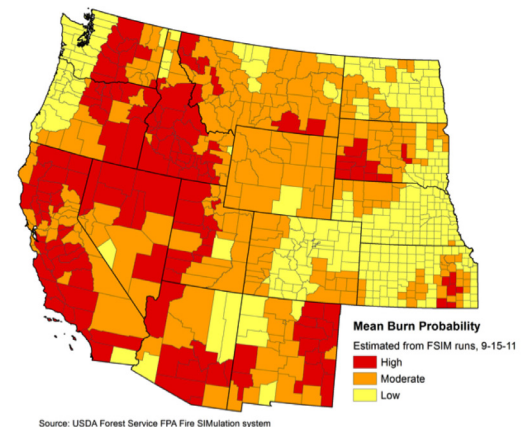 Mean Burn Probability
Estimated from FSIM runs, 9-15-11
High
Moderate
Low
Source: USDA Forest Service FPA Fire SIMulation system